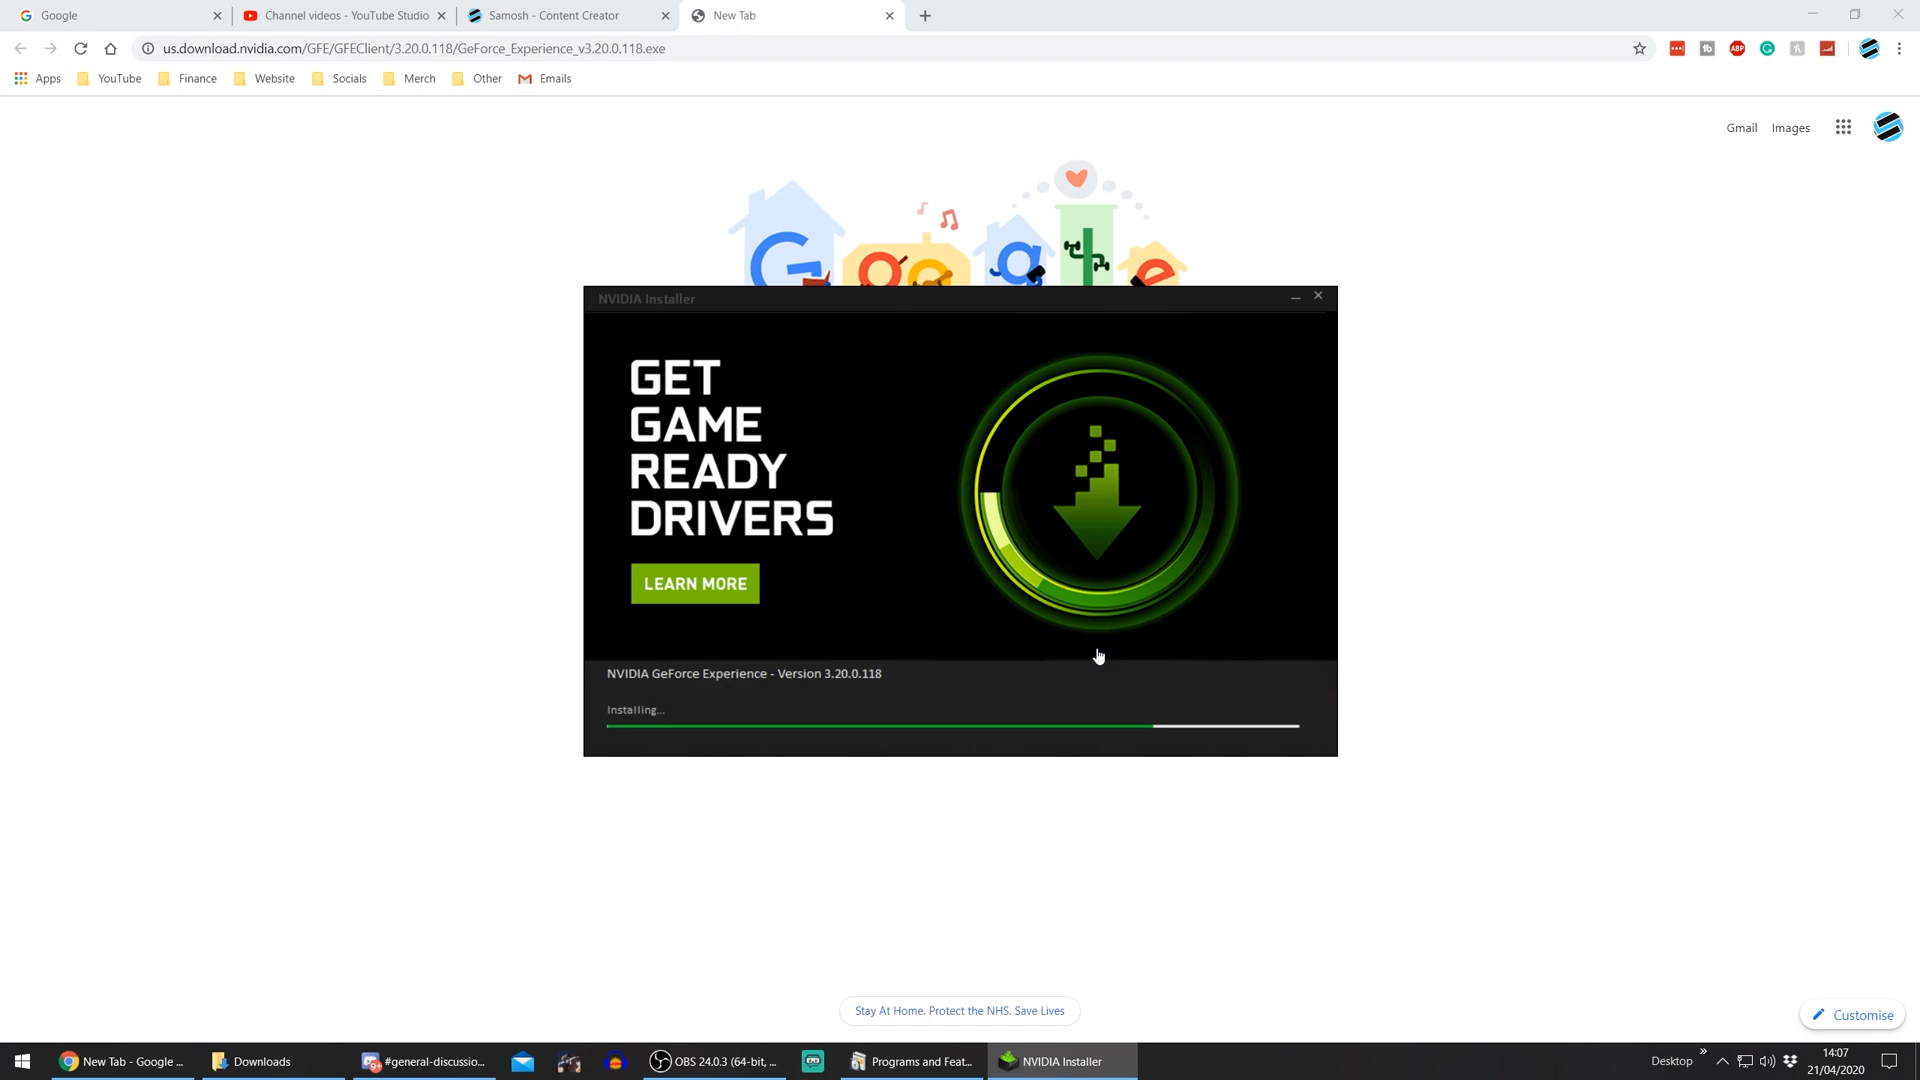 Google
Channel videos - YouTube Studio
Samosh - Content Creator
New Tab
us.download.nvidia.com/GFE/GFEClient/3.20.0.118/GeForce_Experience_v3.20.0.118.exe
ABP
Apps
YouTube
Finance
Website
Socials
Merch
Other
Emails
Gmail
Images
Google
NVIDIA Installer
GET
GAME
READY
DRIVERS
LEARN MORE
NVIDIA GeForce Experience - Version 3.20.0.118
Installing...
Stay At Home. Protect the NHS. Save Lives
Customise
New Tab - Google ...
Downloads
#general-discussio...
OBS 24.0.3 (64-bit, ...
Programs and Feat...
NVIDIA Installer
Desktop
14:07
21/04/2020